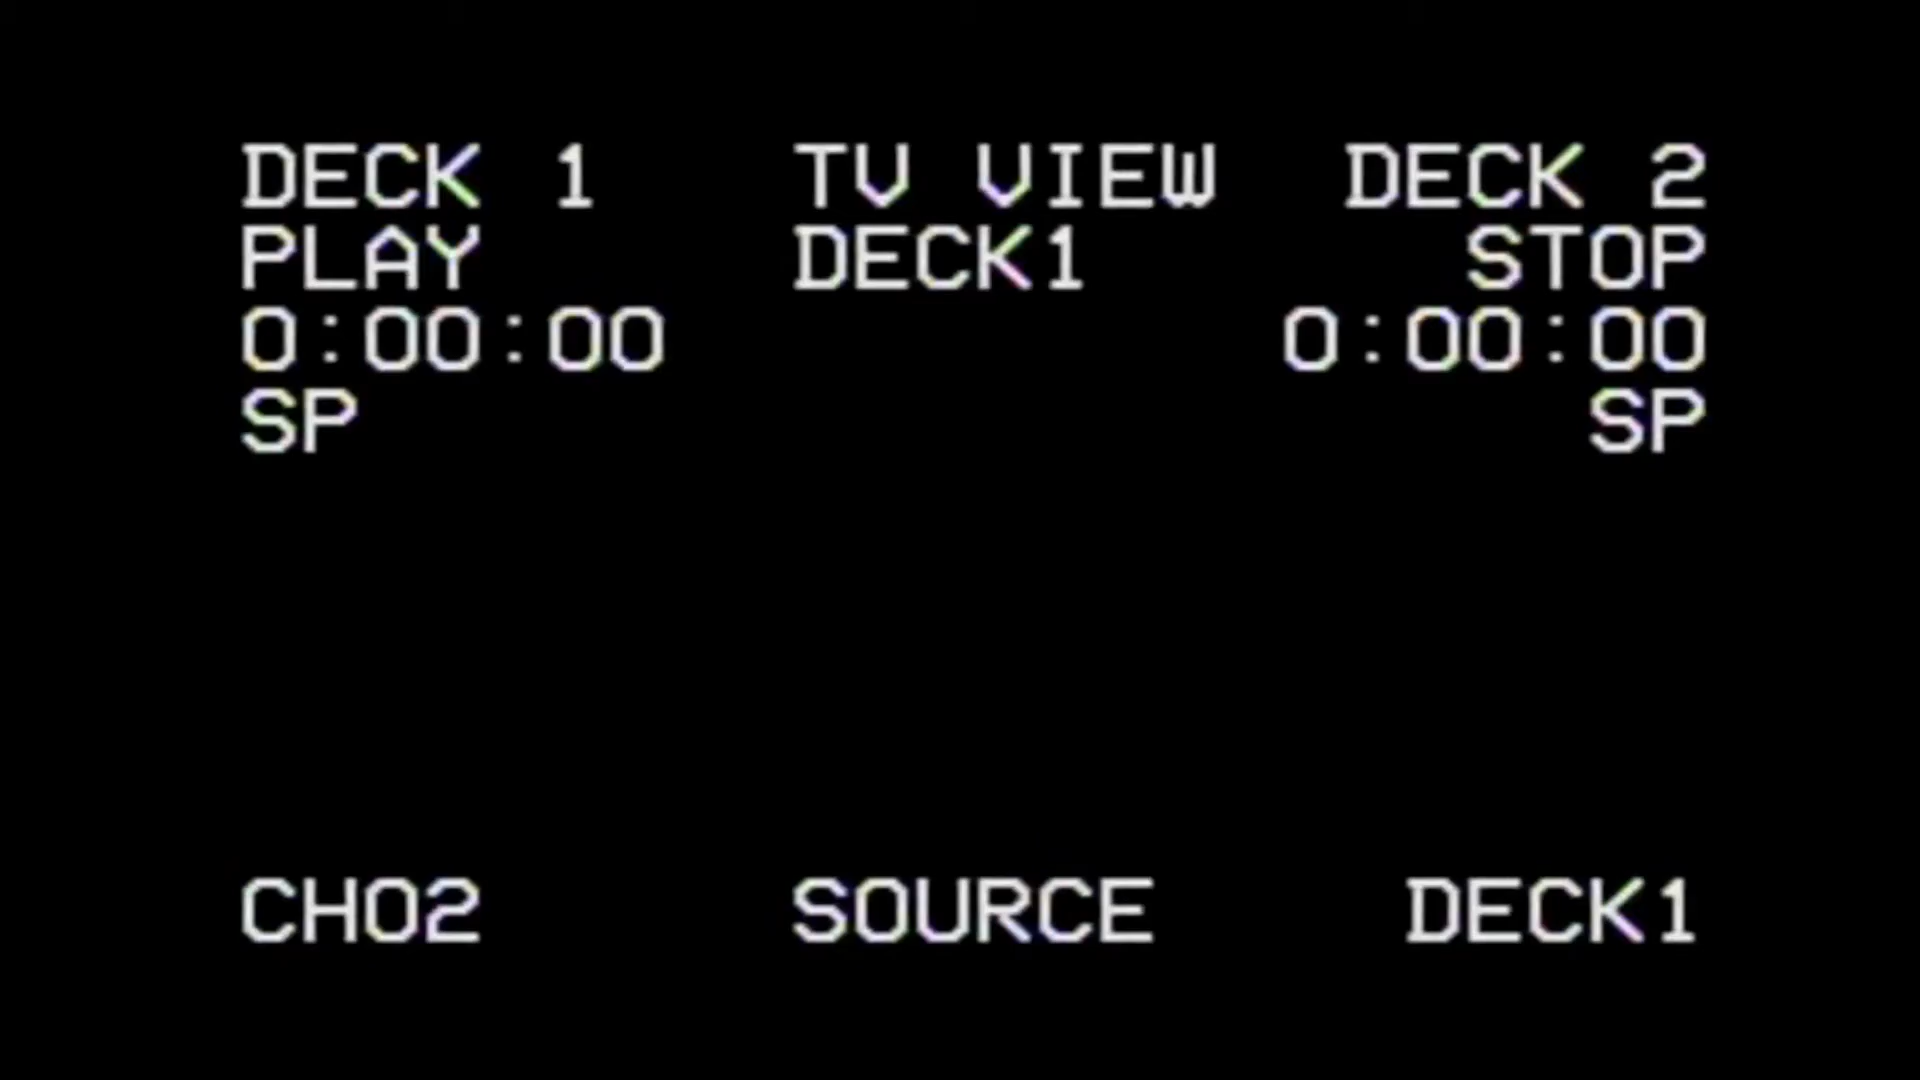 DECK 1 TV VIEW DECK 2
PLAY DECK1 STOP
0:00:00 0:00:00
SP SP
CH02 SOURCE DECK1